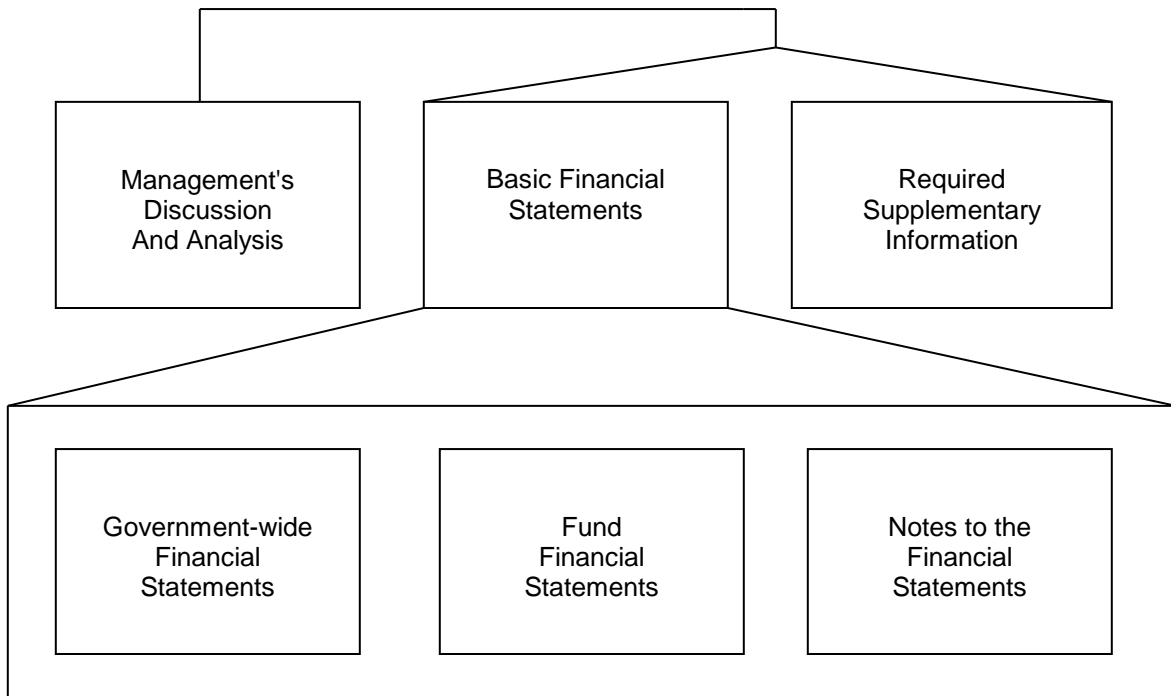 Management's
Discussion
And Analysis
Basic Financial
Statements
Required
Supplementary
Information
Government-wide
Financial
Statements
Fund
Financial
Statements
Notes to the
Financial
Statements